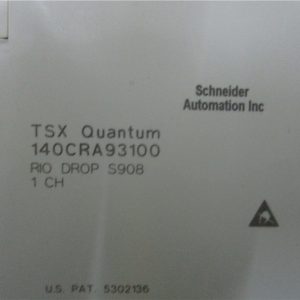 Schneider
Automation Inc
TSX Quantum
140CRA93100
RIO DROP S908
1 CH
U.S. PAT. 5302136